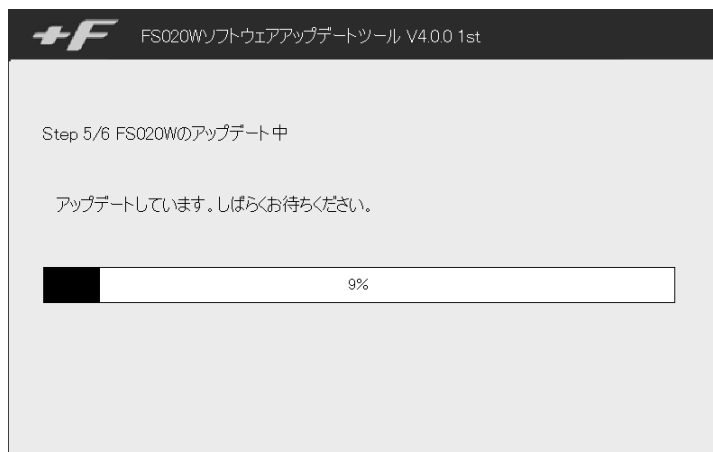 +F FS020Wソフトウェアアップデートツール V4.0.0 1st
Step 5/6 FS020Wのアップデート中
アップデートしています。しばらくお待ちください。
9%